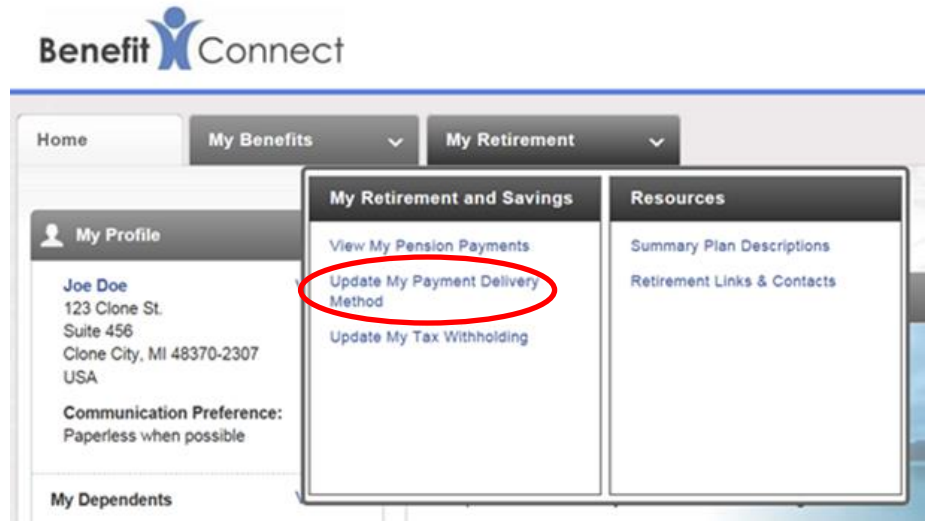 Benefit Connect
Home
My Benefits
My Retirement
My Retirement and Savings
View My Pension Payments
Update My Payment Delivery
Method
Update My Tax Withholding
Resources
Summary Plan Descriptions
Retirement Links & Contacts
My Profile
Joe Doe
123 Clone St.
Suite 456
Clone City, MI 48370-2307
USA
Communication Preference:
Paperless when possible
My Dependents